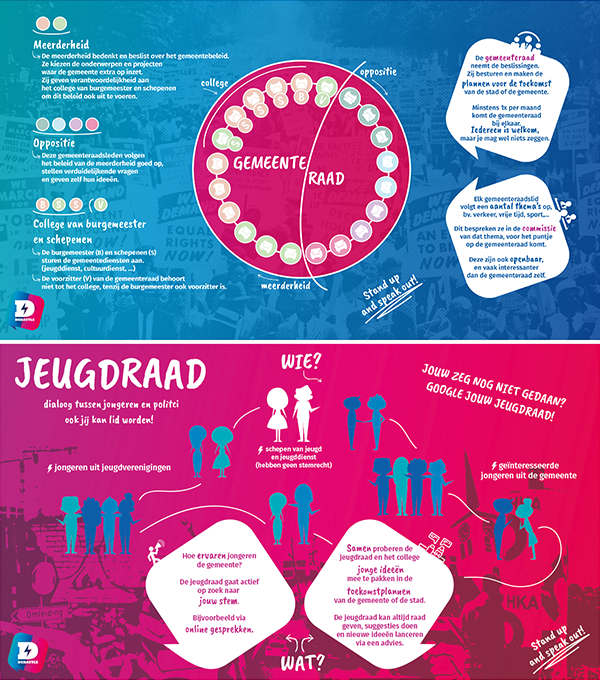 Meerderheid
De meerderheid bedenkt en beslist over het gemeentebeleid.
Ze kiezen de onderwerpen en projecten
waar de gemeente extra op inzet.
Zij geven verantwoordelijkheid aan
het college van burgemeester en schepenen
om dit beleid ook uit te voeren.
Oppositie
Deze gemeenteraadsleden volgen
het beleid van de meerderheid goed op,
stellen verduidelijkende vragen
en geven zelf hun ideeën.
B S S S V
College van burgemeester
en schepenen
De burgemeester (B) en schepenen (S)
sturen de gemeentediensten aan.
(jeugddienst, cultuurdienst, ...)
De voorzitter (V) van de gemeenteraad behoort
niet tot het college, tenzij de burgemeester ook voorzitter is.
DEBATTLE
college
oppositie
S S S S S B V
GEMEENTE
RAAD
meerderheid
De gemeenteraad
neemt de beslissingen.
Zij besturen en maken de
plannen voor de toekomst
van de stad of de gemeente.
Minstens 1x per maand
komt de gemeenteraad
bij elkaar.
Iedereen is welkom,
maar je mag wel niets zeggen.
Elk gemeenteraadslid
volgt een aantal thema's op,
bv. verkeer, vrije tijd, sport,...
Dit bespreken ze in de commissie
van dat thema, voor het puntje
op de gemeenteraad komt.
Deze zijn ook openbaar,
en vaak interessanter
dan de gemeenteraad zelf.
Stand up
and speak out!
JEUGDRAAD
dialoog tussen jongeren en politci
ook jij kan lid worden!
WIE?
JOUW ZEG NOG NIET GEDAAN?
GOOGLE JOUW JEUGDRAAD!
schepen van jeugd
en jeugddienst
(hebben geen stemrecht)
jongeren uit jeugdverenigingen
geïnteresseerde
jongeren uit de gemeente
Hoe ervaren jongeren
de gemeente?
De jeugdraad gaat actief
op zoek naar
jouw stem.
Bijvoorbeeld via
online gesprekken.
Samen proberen de
jeugdraad en het college
jonge ideeën
mee te pakken in de
toekomstplannen
van de gemeente of de stad.
De jeugdraad kan altijd raad
geven, suggesties doen
en nieuwe ideeën lanceren
via een advies.
WAT?
Omleiding
HKA
DEBATTLE
Stand up
and speak out!